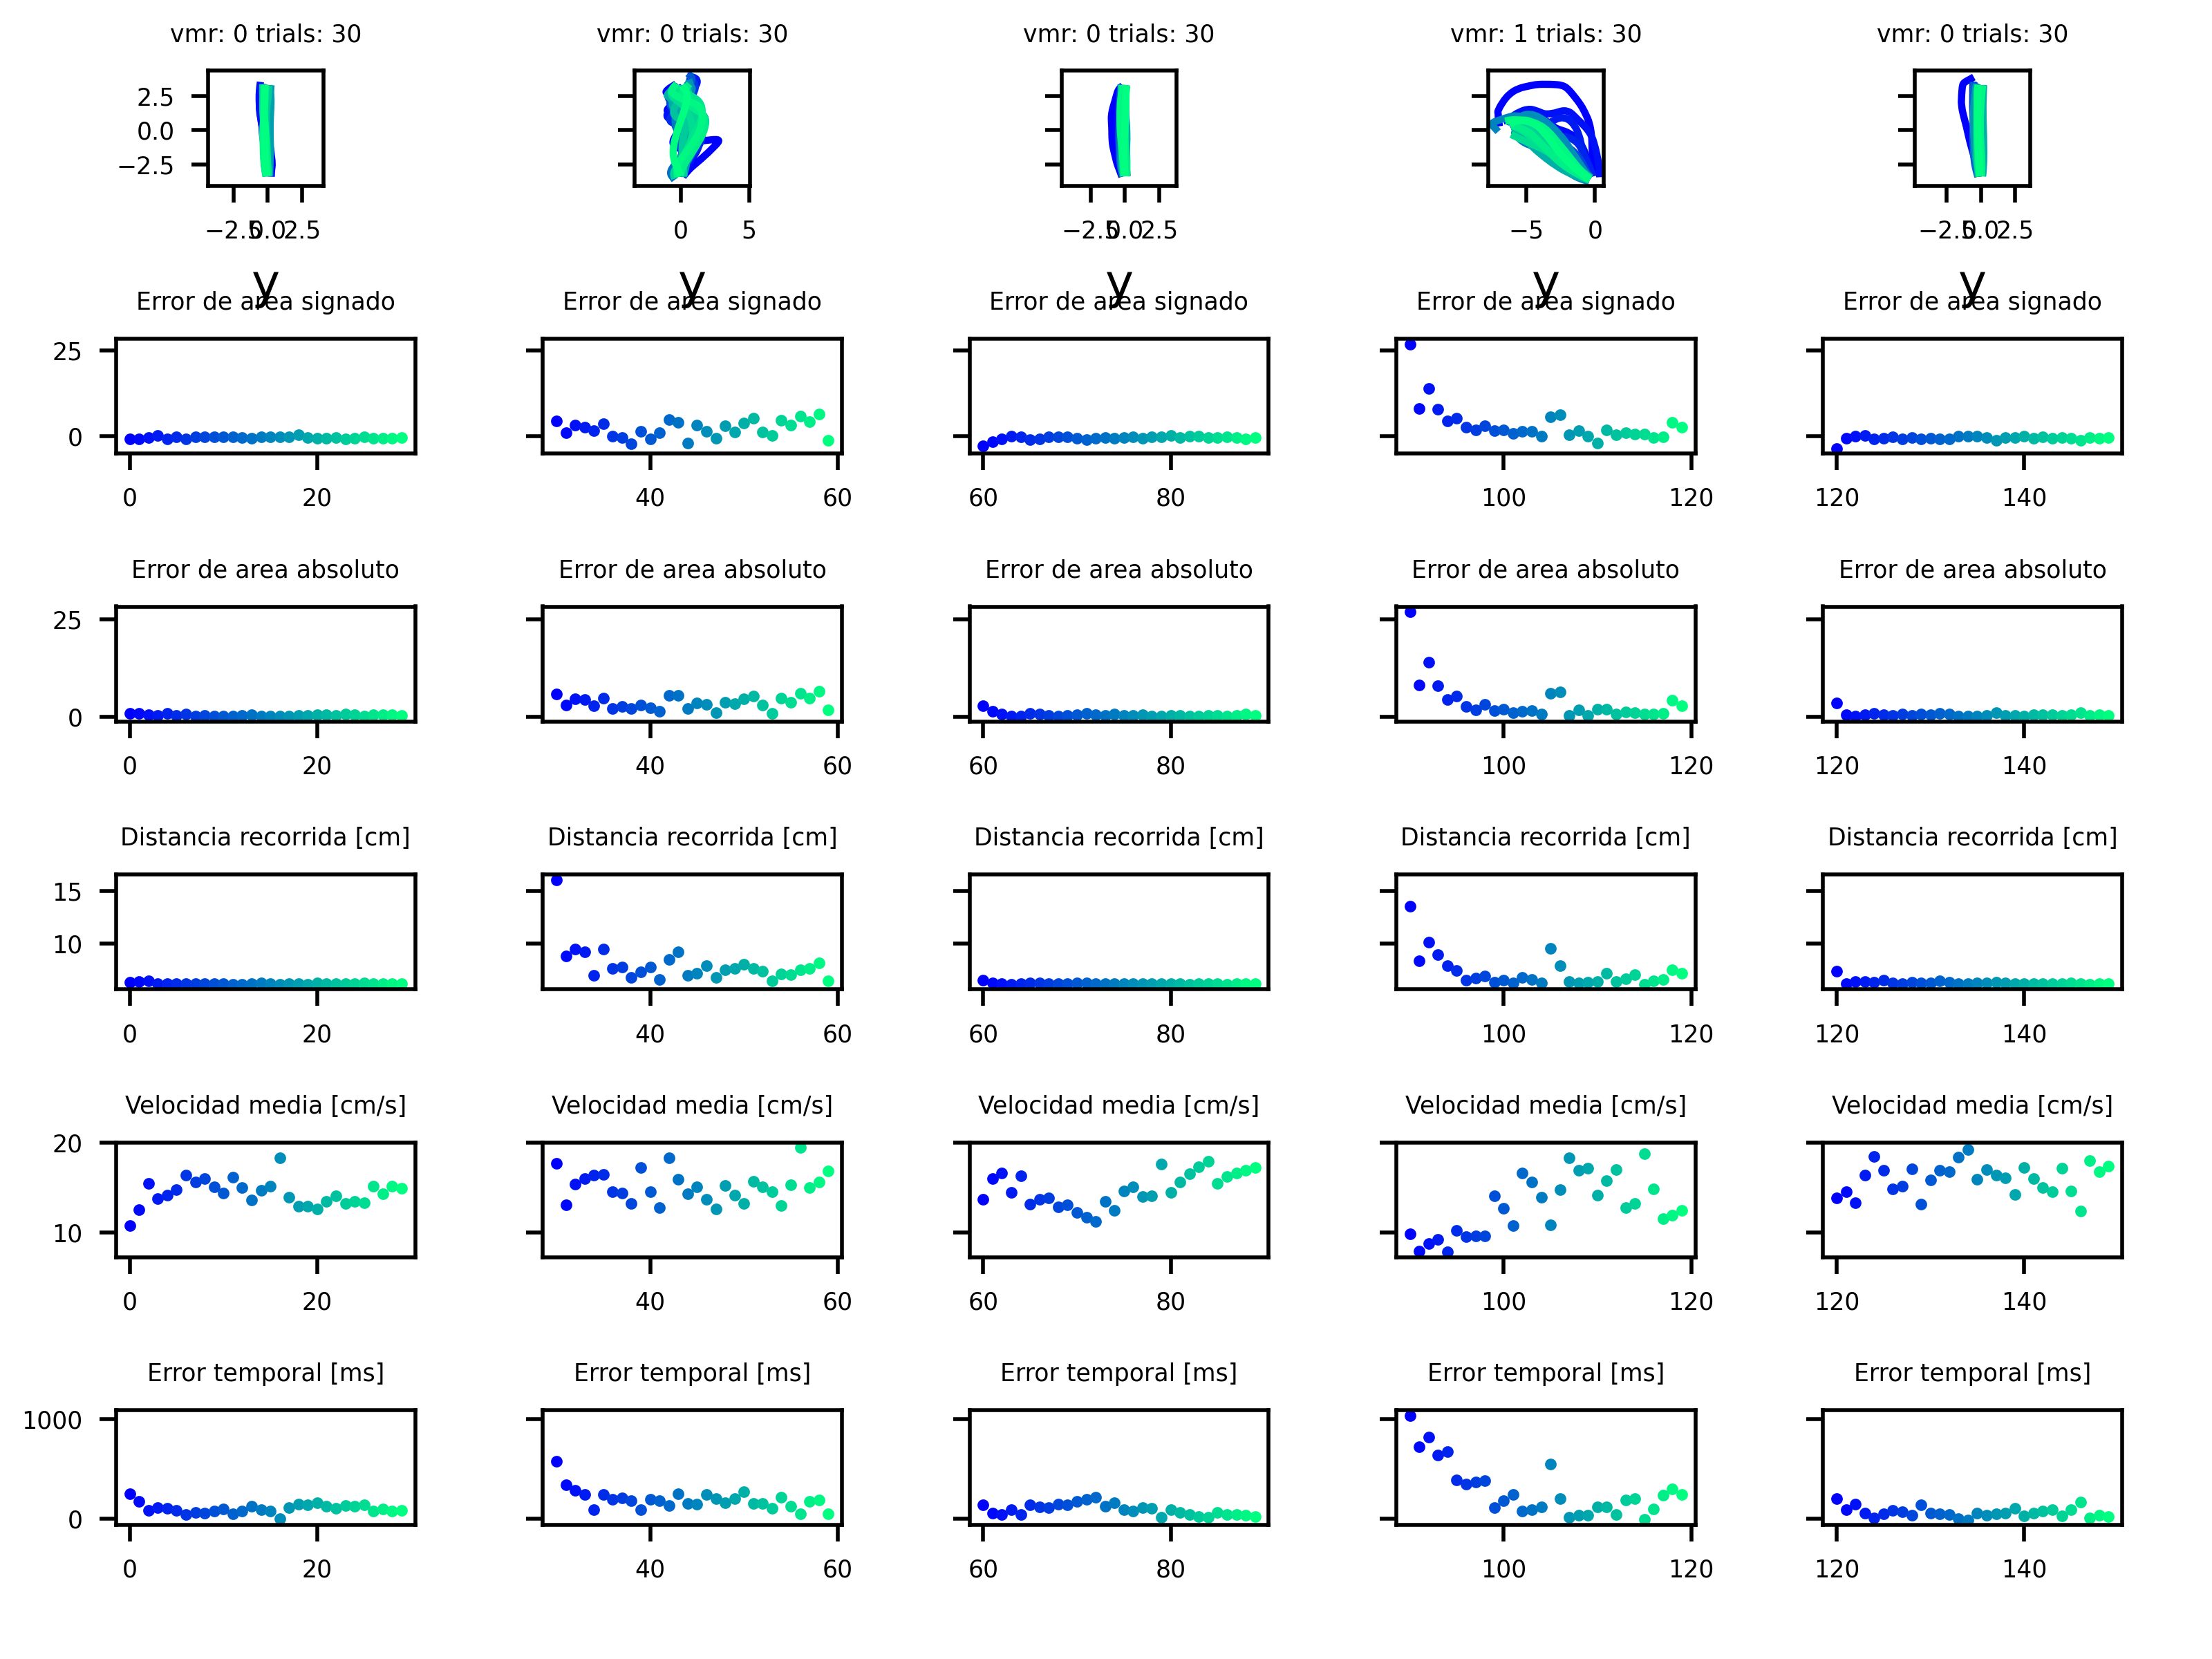 vmr: 0 trials: 30 vmr: 0 trials: 30 vmr: 0 trials: 30 vmr: 1 trials: 30 vmr: 0 trials: 30
2.5
0.0
−2.5
−2.5 0.0 2.5 0 5 −2.5 0.0 2.5 −5 0 −2.5 0.0 2.5
y y y y y
Error de area signado Error de area signado Error de area signado Error de area signado Error de area signado
25
0
0 20 40 60 60 80 100 120 120 140
Error de area absoluto Error de area absoluto Error de area absoluto Error de area absoluto Error de area absoluto
25
0
0 20 40 60 60 80 100 120 120 140
Distancia recorrida [cm] Distancia recorrida [cm] Distancia recorrida [cm] Distancia recorrida [cm] Distancia recorrida [cm]
15
10
0 20 40 60 60 80 100 120 120 140
Velocidad media [cm/s] Velocidad media [cm/s] Velocidad media [cm/s] Velocidad media [cm/s] Velocidad media [cm/s]
20
10
0 20 40 60 60 80 100 120 120 140
Error temporal [ms] Error temporal [ms] Error temporal [ms] Error temporal [ms] Error temporal [ms]
1000
0
0 20 40 60 60 80 100 120 120 140